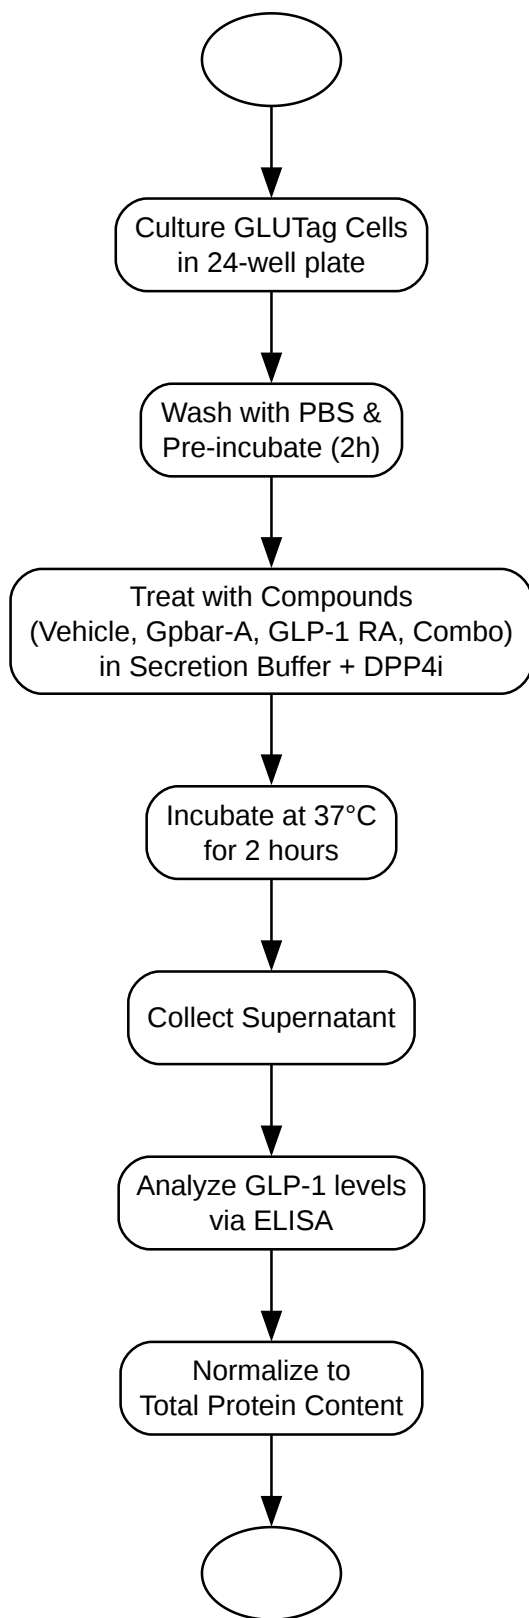 Culture GLUTag Cells
in 24-well plate
Wash with PBS &
Pre-incubate (2h)
Treat with Compounds
(Vehicle, Gpbar-A, GLP-1 RA, Combo)
in Secretion Buffer + DPP4i
Incubate at 37°C
for 2 hours
Collect Supernatant
Analyze GLP-1 levels
via ELISA
Normalize to
Total Protein Content